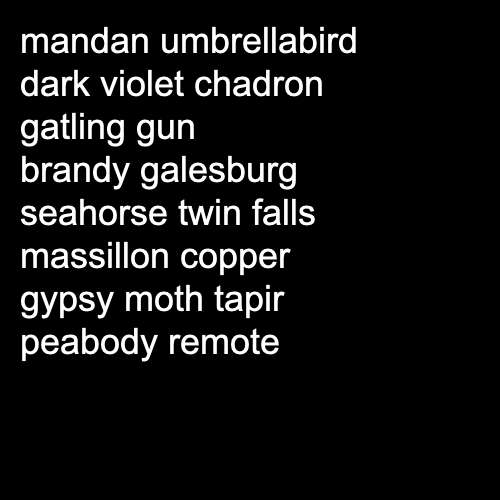 mandan umbrellabird
dark violet chadron
gatling gun
brandy galesburg
seahorse twin falls
massillon copper
gypsy moth tapir
peabody remote